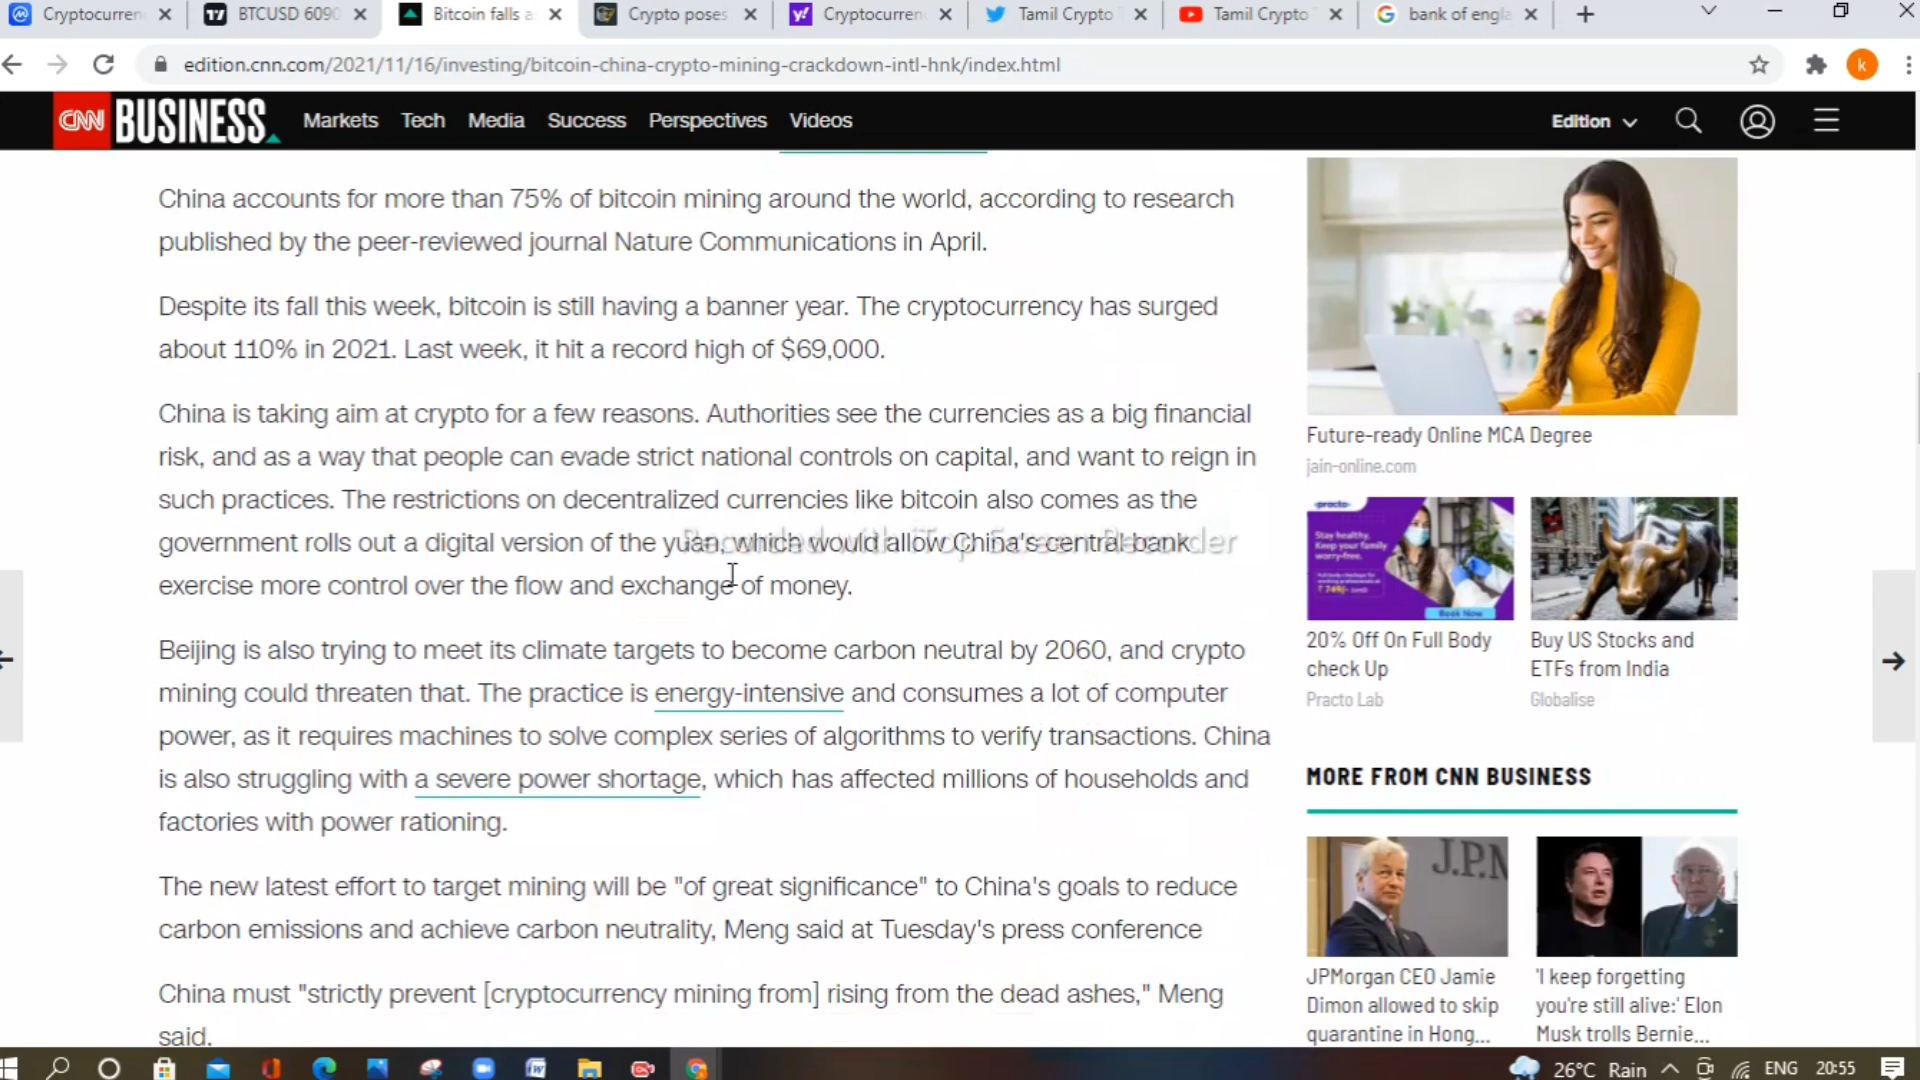 Cryptocurren
BTCUSD 6090
Bitcoin falls a
Crypto poses
Cryptocurren
Tamil Crypto
Tamil Crypto
bank of engla
edition.cnn.com/2021/11/16/investing/bitcoin-china-crypto-mining-crackdown-intl-hnk/index.html
k
CNN BUSINESS Markets Tech Media Success Perspectives Videos Edition
China accounts for more than 75% of bitcoin mining around the world, according to research
published by the peer-reviewed journal Nature Communications in April.
Despite its fall this week, bitcoin is still having a banner year. The cryptocurrency has surged
about 110% in 2021. Last week, it hit a record high of $69,000.
China is taking aim at crypto for a few reasons. Authorities see the currencies as a big financial
risk, and as a way that people can evade strict national controls on capital, and want to reign in
such practices. The restrictions on decentralized currencies like bitcoin also comes as the
government rolls out a digital version of the yuan, which would allow China's central bank
exercise more control over the flow and exchange of money.
Recorded with iTop Screen Recorder
Beijing is also trying to meet its climate targets to become carbon neutral by 2060, and crypto
mining could threaten that. The practice is energy-intensive and consumes a lot of computer
power, as it requires machines to solve complex series of algorithms to verify transactions. China
is also struggling with a severe power shortage, which has affected millions of households and
factories with power rationing.
The new latest effort to target mining will be "of great significance" to China's goals to reduce
carbon emissions and achieve carbon neutrality, Meng said at Tuesday's press conference
China must "strictly prevent [cryptocurrency mining from] rising from the dead ashes," Meng
said.
Future-ready Online MCA Degree
jain-online.com
practo
Stay healthy.
Keep your family
worry-free.
Book Now
20% Off On Full Body
check Up
Practo Lab
Buy US Stocks and
ETFs from India
Globalise
MORE FROM CNN BUSINESS
J.P.M
JPMorgan CEO Jamie
Dimon allowed to skip
quarantine in Hong...
'I keep forgetting
you're still alive:' Elon
Musk trolls Bernie...
26°C Rain ENG 20:55